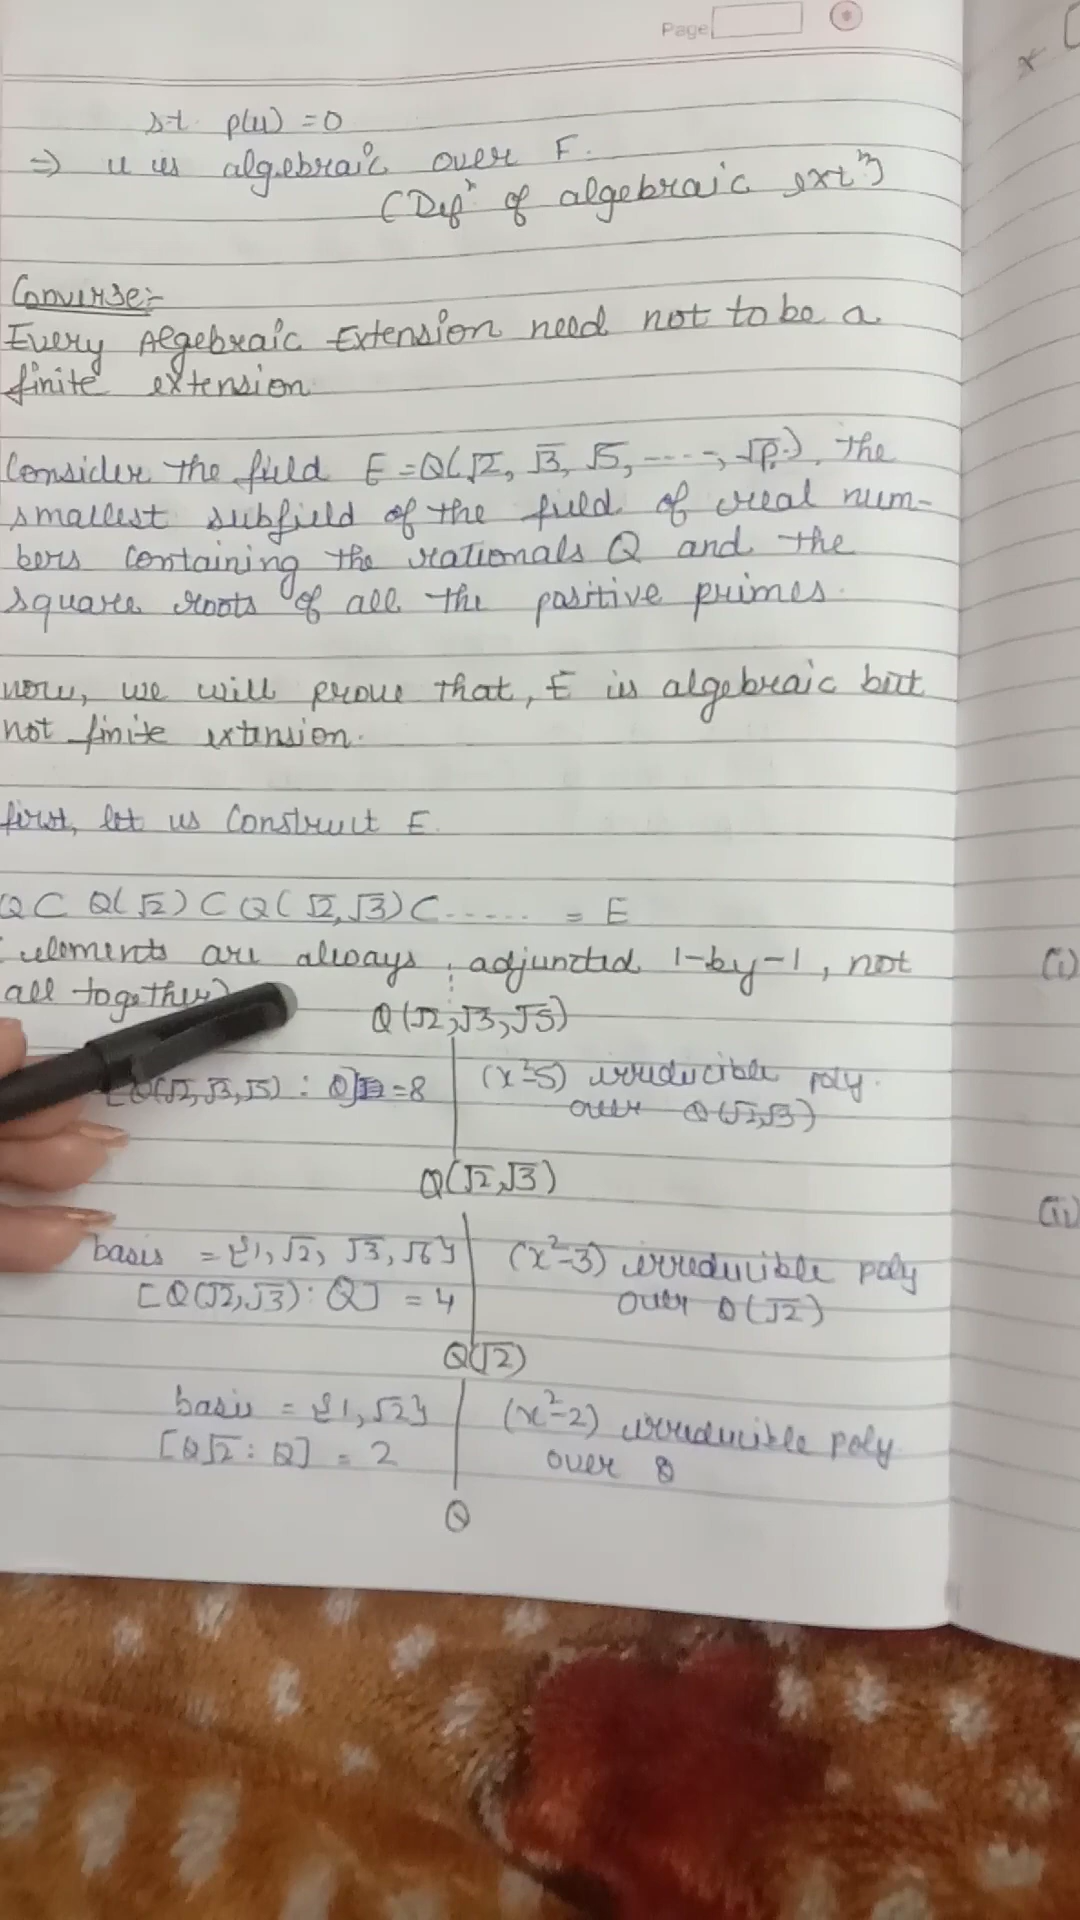 Page
s.t. p(u) = 0
⇒ u is algebraic over F.
(Defⁿ of algebraic extⁿ)
Converse:-
Every Algebraic Extension need not to be a
finite extension.
Consider the field E = Q(√2, √3, √5, ----, √p..), the
smallest subfield of the field of real num-
bers containing the rationals Q and the
square roots of all the positive primes.
now, we will prove that, E is algebraic but
not finite extension.
first, let us construct E.
Q ⊂ Q(√2) ⊂ Q(√2, √3) ⊂ ...... = E
(elements are always adjuncted 1-by-1, not
all together)
Q(√2, √3, √5)
[Q(√2, √3, √5) : Q] = 8 (x²-5) irreducible poly.
over Q(√2, √3)
Q(√2, √3)
basis = {1, √2, √3, √6} (x²-3) irreducible poly
[Q(√2, √3) : Q] = 4 over Q(√2)
Q(√2)
basis = {1, √2} (x²-2) irreducible poly
[Q√2 : Q] = 2 over Q
Q
(i)
(ii)